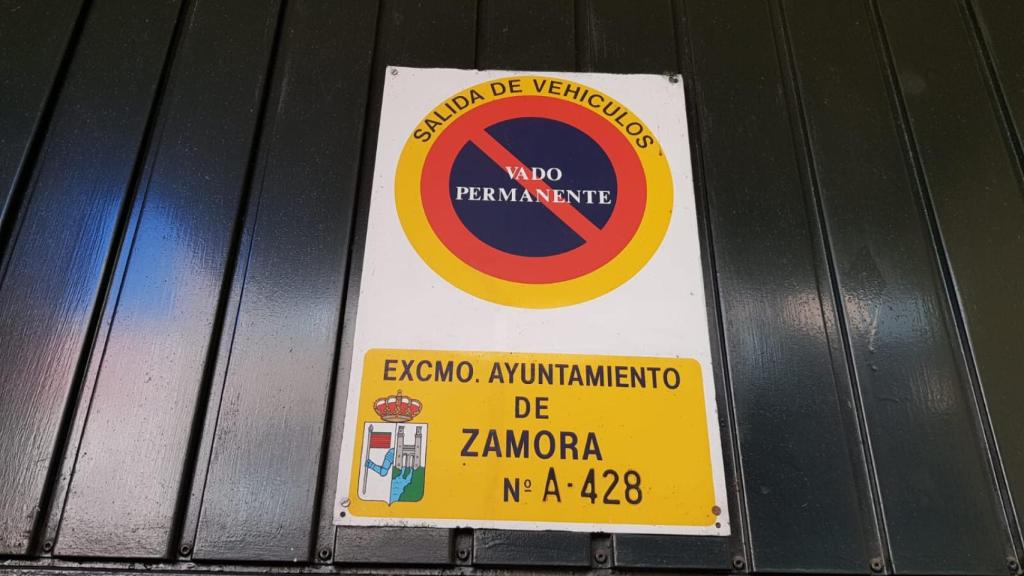 SALIDA DE VEHICULOS
VADO
PERMANENTE
EXCMO. AYUNTAMIENTO
DE
ZAMORA
Nº A-428